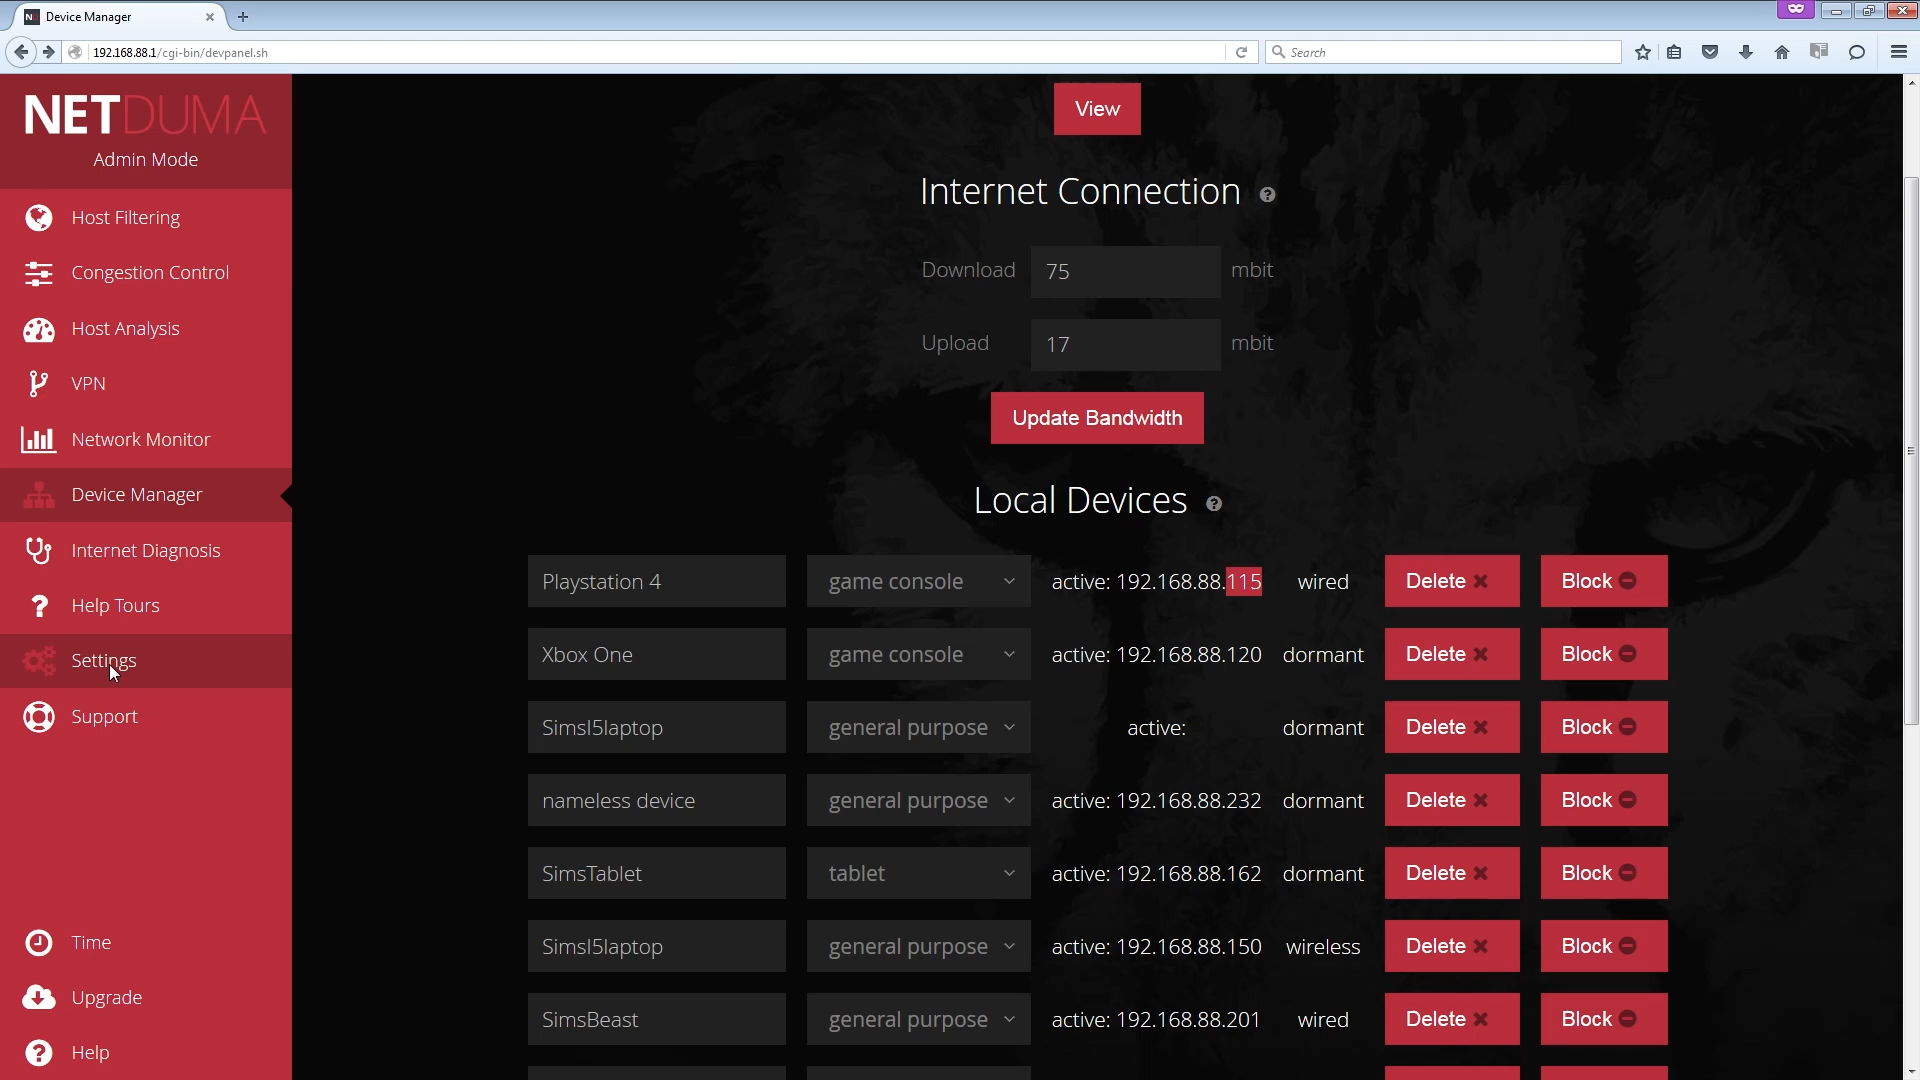 Device Manager
192.168.88.1/cgi-bin/devpanel.sh
Search
NETDUMA
Admin Mode
Host Filtering
Congestion Control
Host Analysis
VPN
Network Monitor
Device Manager
Internet Diagnosis
Help Tours
Settings
Support
Time
Upgrade
Help
View
Internet Connection
Download 75 mbit
Upload 17 mbit
Update Bandwidth
Local Devices
Playstation 4 game console active: 192.168.88.115 wired Delete Block
Xbox One game console active: 192.168.88.120 dormant Delete Block
SimsI5laptop general purpose active: dormant Delete Block
nameless device general purpose active: 192.168.88.232 dormant Delete Block
SimsTablet tablet active: 192.168.88.162 dormant Delete Block
SimsI5laptop general purpose active: 192.168.88.150 wireless Delete Block
SimsBeast general purpose active: 192.168.88.201 wired Delete Block